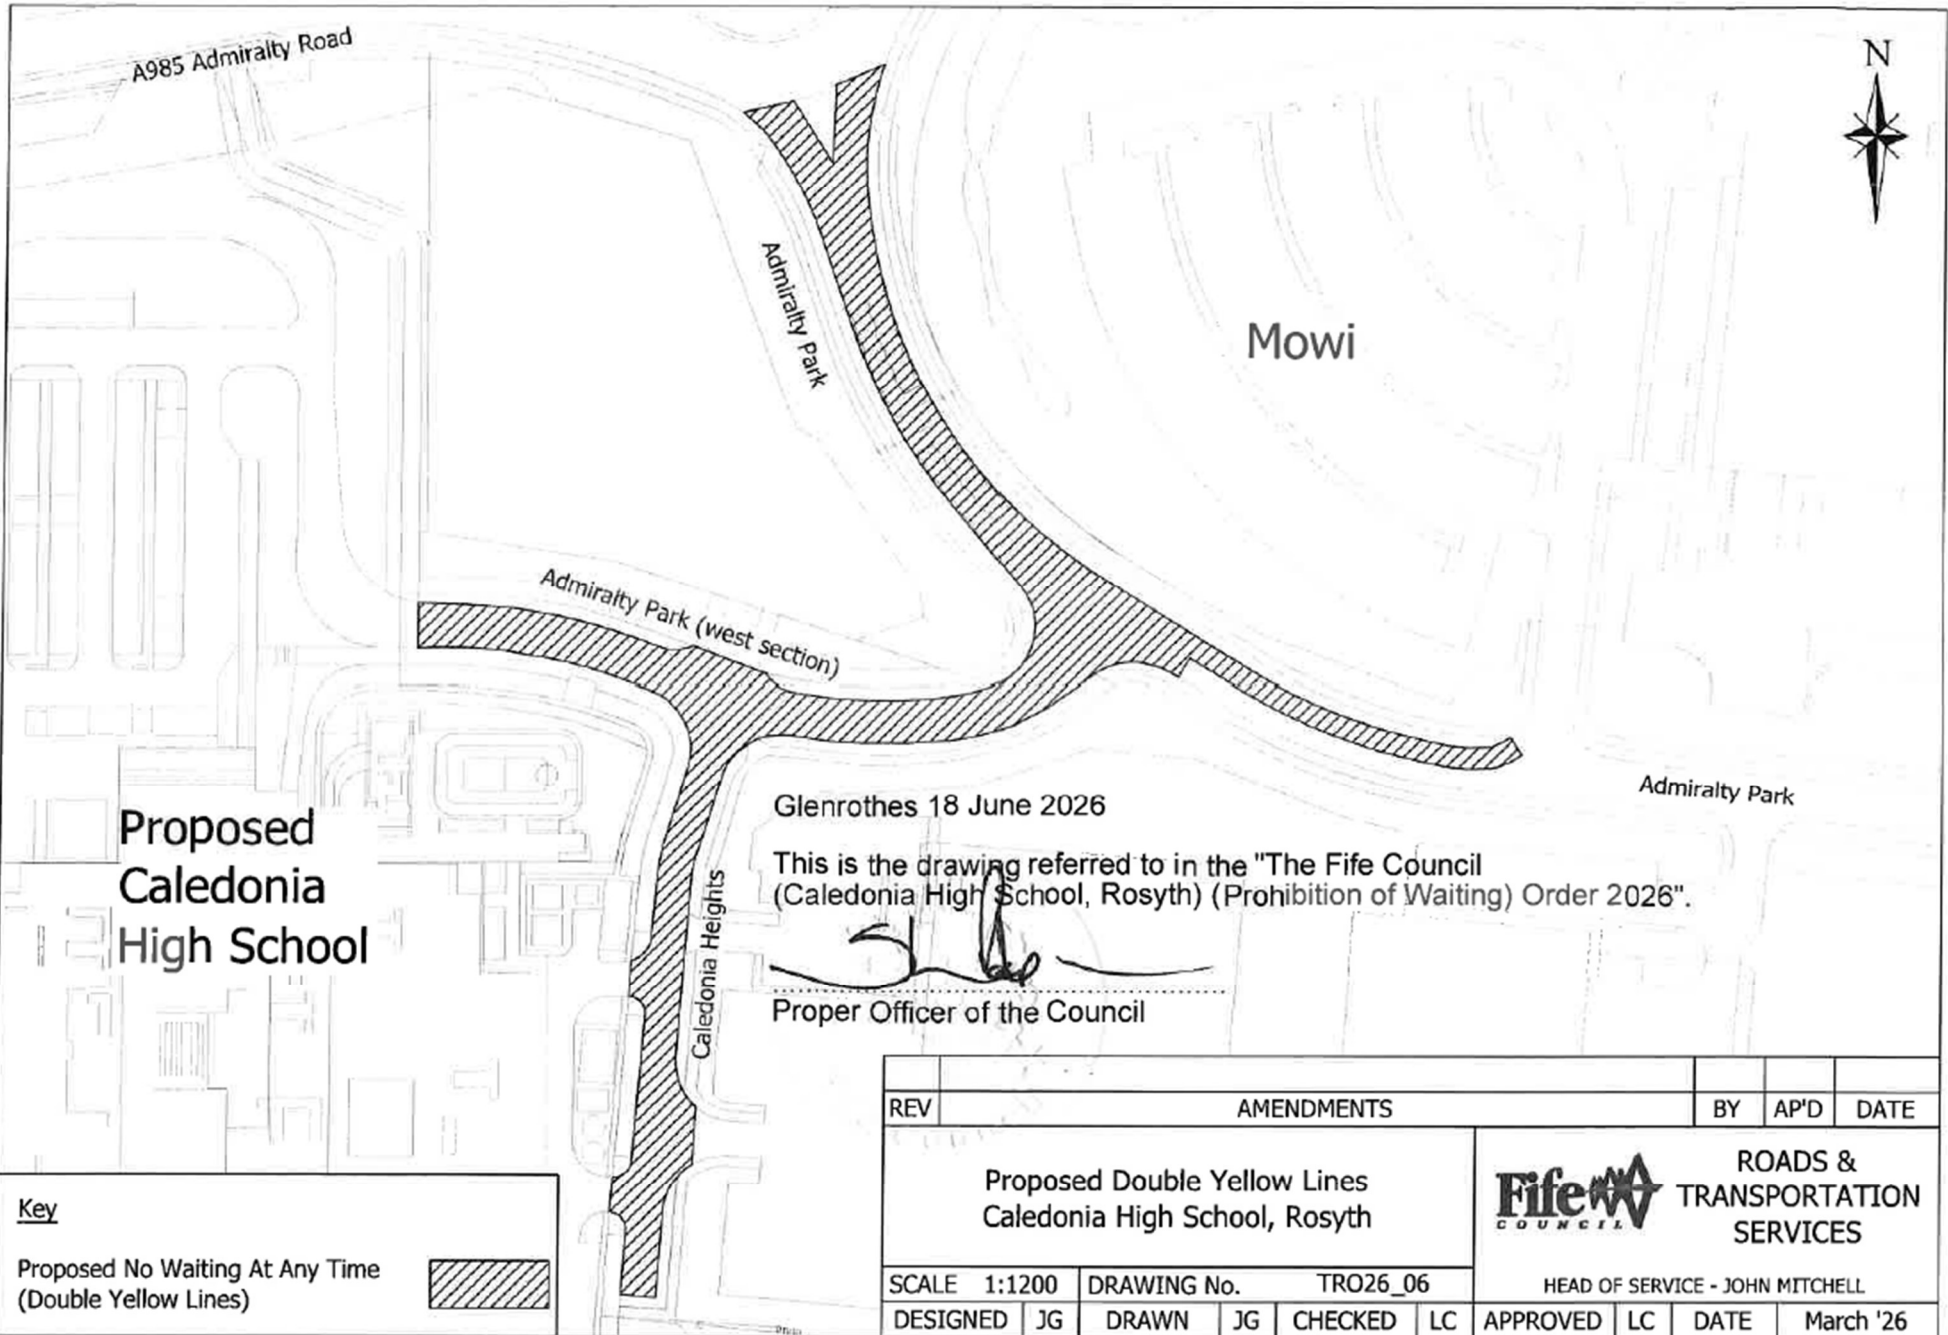 A985 Admiralty Road
N
Admiralty Park
Mowi
Admiralty Park (west section)
Admiralty Park
Proposed
Caledonia
High School
Caledonia Heights
Glenrothes 18 June 2026
This is the drawing referred to in the "The Fife Council
(Caledonia High School, Rosyth) (Prohibition of Waiting) Order 2026".
Proper Officer of the Council
Key
Proposed No Waiting At Any Time
(Double Yellow Lines)
REV AMENDMENTS BY AP'D DATE
Proposed Double Yellow Lines
Caledonia High School, Rosyth
Fife
COUNCIL
ROADS &
TRANSPORTATION
SERVICES
HEAD OF SERVICE - JOHN MITCHELL
SCALE 1:1200 DRAWING No. TRO26_06
DESIGNED JG DRAWN JG CHECKED LC APPROVED LC DATE March '26